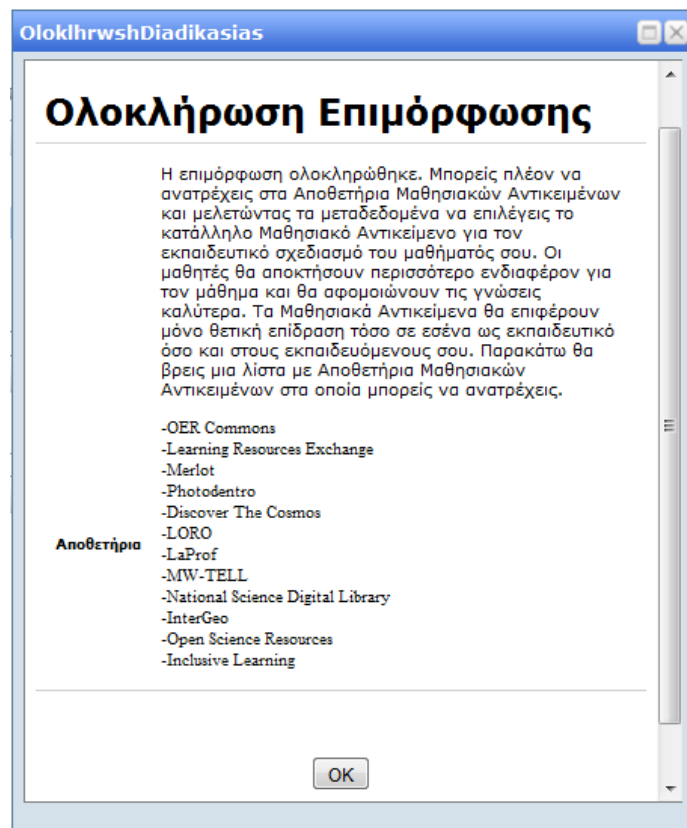 OloklhrwshDiadikasias
Ολοκλήρωση Επιμόρφωσης
Η επιμόρφωση ολοκληρώθηκε. Μπορείς πλέον να
ανατρέχεις στα Αποθετήρια Μαθησιακών Αντικειμένων
και μελετώντας τα μεταδεδομένα να επιλέγεις το
κατάλληλο Μαθησιακό Αντικείμενο για τον
εκπαιδευτικό σχεδιασμό του μαθήματός σου. Οι
μαθητές θα αποκτήσουν περισσότερο ενδιαφέρον για
τον μάθημα και θα αφομοιώνουν τις γνώσεις
καλύτερα. Τα Μαθησιακά Αντικείμενα θα επιφέρουν
μόνο θετική επίδραση τόσο σε εσένα ως εκπαιδευτικό
όσο και στους εκπαιδευόμενους σου. Παρακάτω θα
βρεις μια λίστα με Αποθετήρια Μαθησιακών
Αντικειμένων στα οποία μπορείς να ανατρέχεις.
-OER Commons
-Learning Resources Exchange
-Merlot
-Photodentro
-Discover The Cosmos
-LORO
Αποθετήρια
-LaProf
-MW-TELL
-National Science Digital Library
-InterGeo
-Open Science Resources
-Inclusive Learning
OK